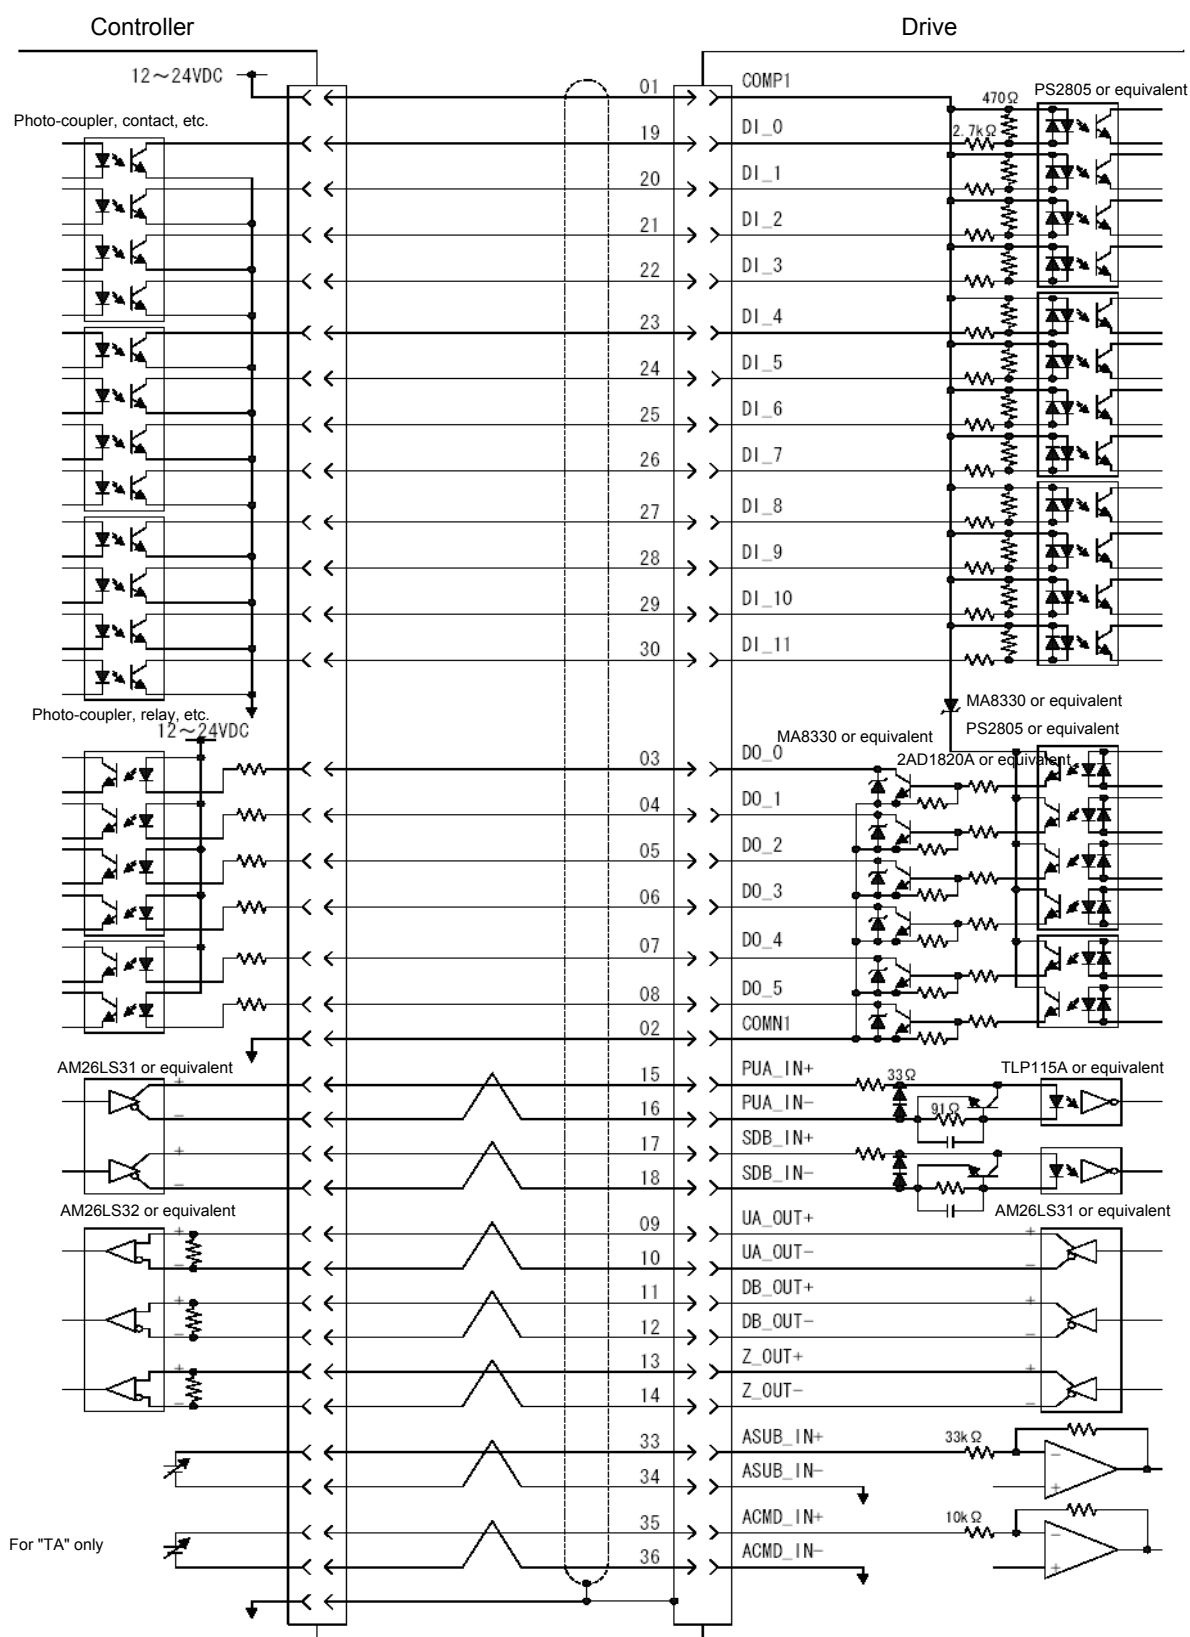 Controller
Drive
12～24VDC
01
COMP1
PS2805 or equivalent
470Ω
Photo-coupler, contact, etc.
19
DI_0
2.7kΩ
20
DI_1
21
DI_2
22
DI_3
23
DI_4
24
DI_5
25
DI_6
26
DI_7
27
DI_8
28
DI_9
29
DI_10
30
DI_11
MA8330 or equivalent
Photo-coupler, relay, etc.
12～24VDC
PS2805 or equivalent
MA8330 or equivalent
03
DO_0
2AD1820A or equivalent
04
DO_1
05
DO_2
06
DO_3
07
DO_4
08
DO_5
02
COMN1
AM26LS31 or equivalent
TLP115A or equivalent
+
15
PUA_IN+
33Ω
−
16
PUA_IN-
91Ω
+
17
SDB_IN+
−
18
SDB_IN-
AM26LS32 or equivalent
AM26LS31 or equivalent
+
09
UA_OUT+
+
−
10
UA_OUT-
−
+
11
DB_OUT+
+
−
12
DB_OUT-
−
+
13
Z_OUT+
+
−
14
Z_OUT-
−
33
ASUB_IN+
33kΩ
−
34
ASUB_IN-
+
35
ACMD_IN+
10kΩ
−
For "TA" only
36
ACMD_IN-
+